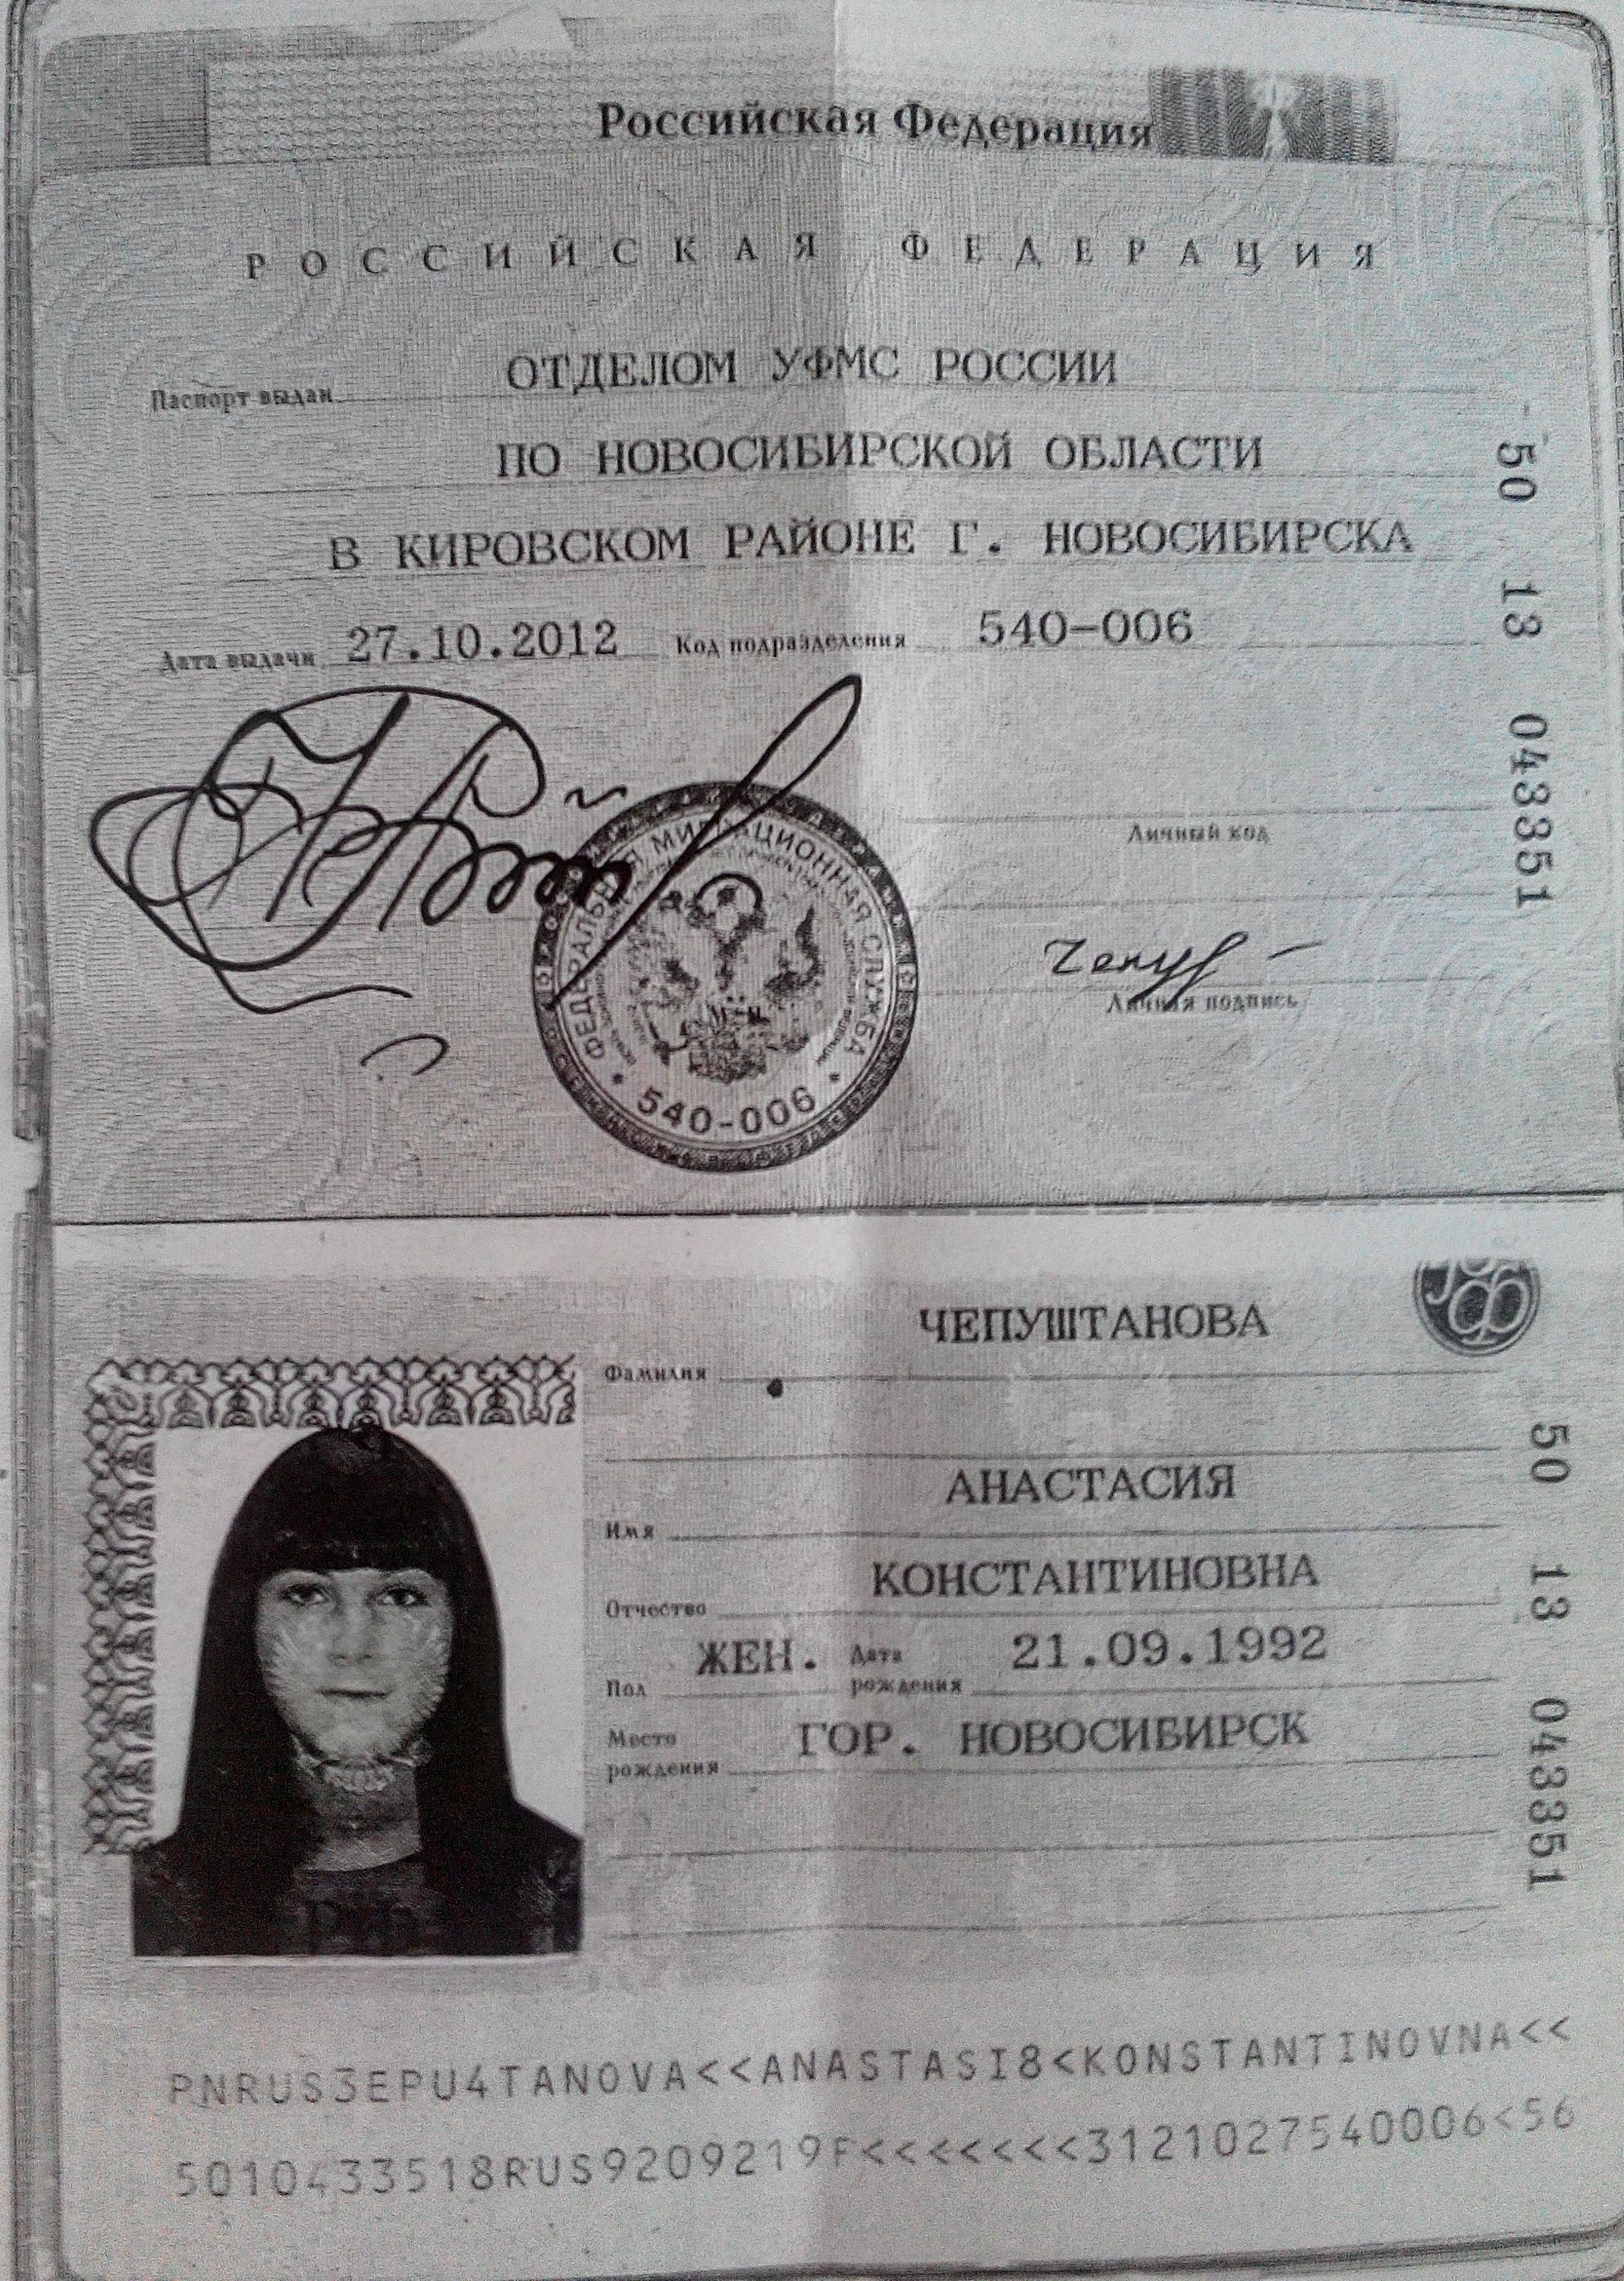 Российская Федерация
РОССИЙСКАЯ ФЕДЕРАЦИЯ
Паспорт выдан ОТДЕЛОМ УФМС РОССИИ
ПО НОВОСИБИРСКОЙ ОБЛАСТИ
В КИРОВСКОМ РАЙОНЕ Г. НОВОСИБИРСКА
Дата выдачи 27.10.2012 Код подразделения 540-006
50 13 043351
Личный код
Личная подпись
ФЕДЕРАЛЬНАЯ МИГРАЦИОННАЯ СЛУЖБА
540-006
ЧЕПУШТАНОВА
Фамилия
АНАСТАСИЯ
Имя
КОНСТАНТИНОВНА
Отчество
Пол ЖЕН. Дата рождения 21.09.1992
Место рождения ГОР. НОВОСИБИРСК
50 13 043351
PNRUS3EPU4TANOVA<<ANASTASI8<KONSTANTINOVNA<<
5010433518RUS9209219F<<<<<<<3121027540006<56